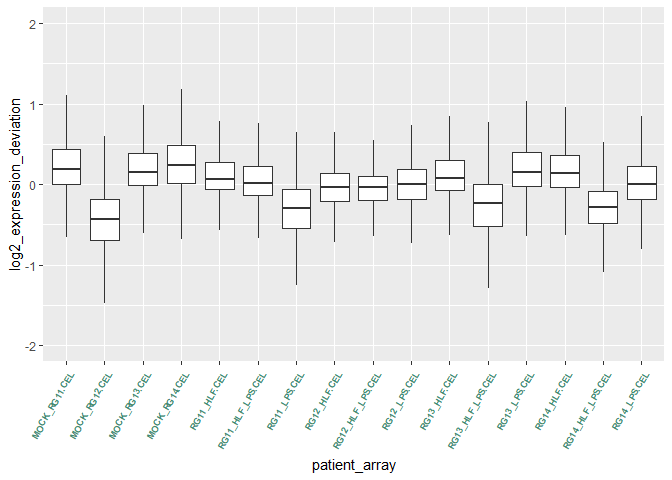 log2_expression_deviation
2
1
0
-1
-2
MOCK_RG11.CEL
MOCK_RG12.CEL
MOCK_RG13.CEL
MOCK_RG14.CEL
RG11_HLF.CEL
RG11_HLF_LPS.CEL
RG11_LPS.CEL
RG12_HLF.CEL
RG12_HLF_LPS.CEL
RG12_LPS.CEL
RG13_HLF.CEL
RG13_HLF_LPS.CEL
RG13_LPS.CEL
RG14_HLF.CEL
RG14_HLF_LPS.CEL
RG14_LPS.CEL
patient_array